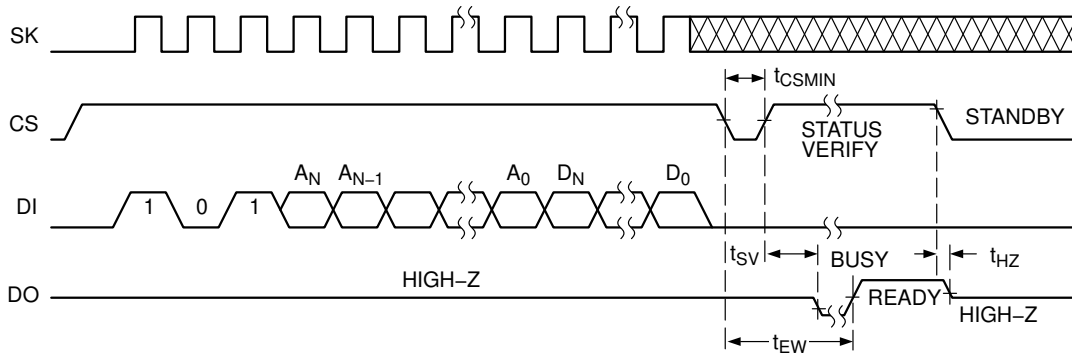 SK
t_CSMIN
CS
STANDBY
STATUS
VERIFY
A_N A_N–1 A_0 D_N D_0
DI
1 0 1
t_SV
BUSY
t_HZ
HIGH–Z
DO
READY
HIGH–Z
t_EW